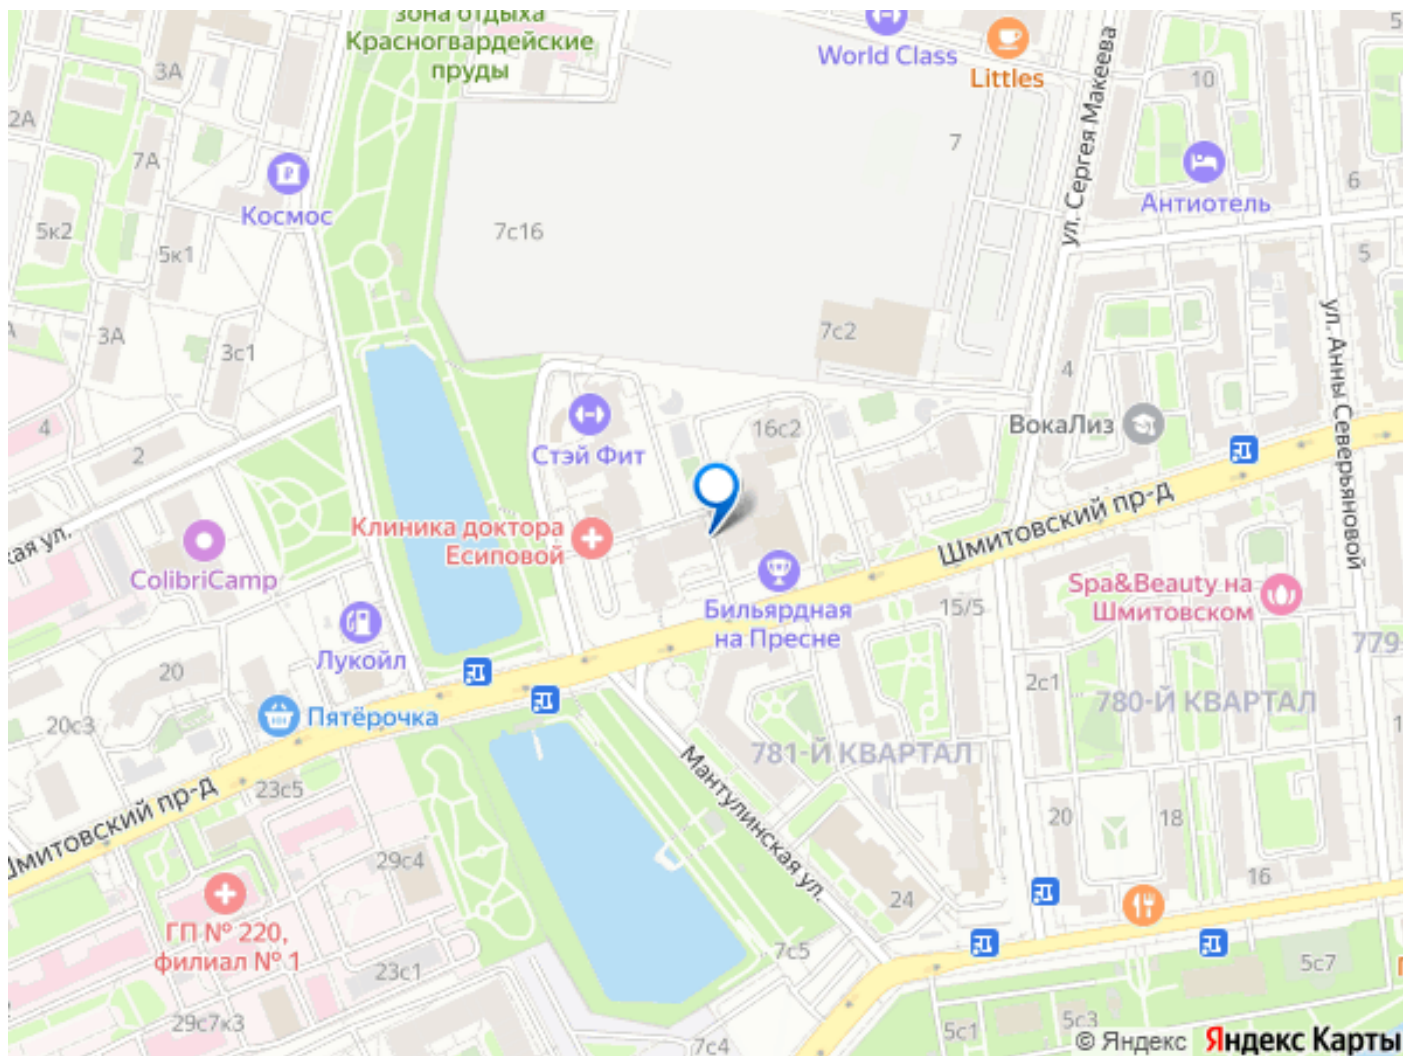 зона отдыха
Красногвардейские
пруды
World Class
Littles
ул. Сергея Макеева
10
3А
2А
7А
7
Космос
Антиотель
6
5к2
5к1
7с16
5
ул. Анны Северьяновой
3А
3с1
7с2
4
4
2
Стэй Фит
16с2
ВокаЛиз
Шмитовский пр-д
Клиника доктора
Есиповой
ая ул.
ColibriCamp
Бильярдная
на Пресне
15/5
Spa&Beauty на
Шмитовском
779-
Лукойл
20
2с1
780-Й КВАРТАЛ
20с3
Пятёрочка
781-Й КВАРТАЛ
Мантулинская ул.
23с5
Шмитовский пр-д
20
18
29с4
24
16
ГП № 220,
филиал № 1
23с1
7с5
5с7
29с7к3
7с4
5с1
5с3
© Яндекс Яндекс Карты